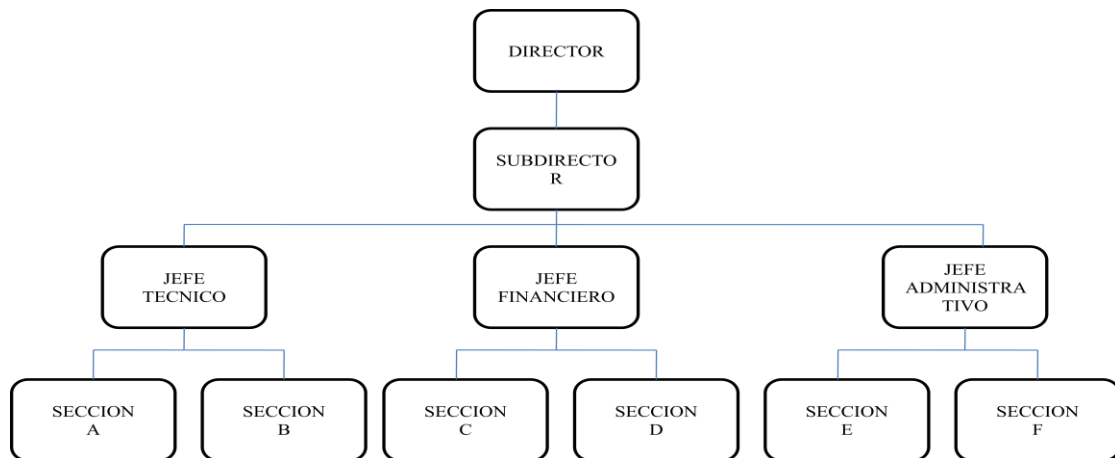 DIRECTOR
SUBDIRECTO
R
JEFE
TECNICO
JEFE
FINANCIERO
JEFE
ADMINISTRA
TIVO
SECCION
A
SECCION
B
SECCION
C
SECCION
D
SECCION
E
SECCION
F